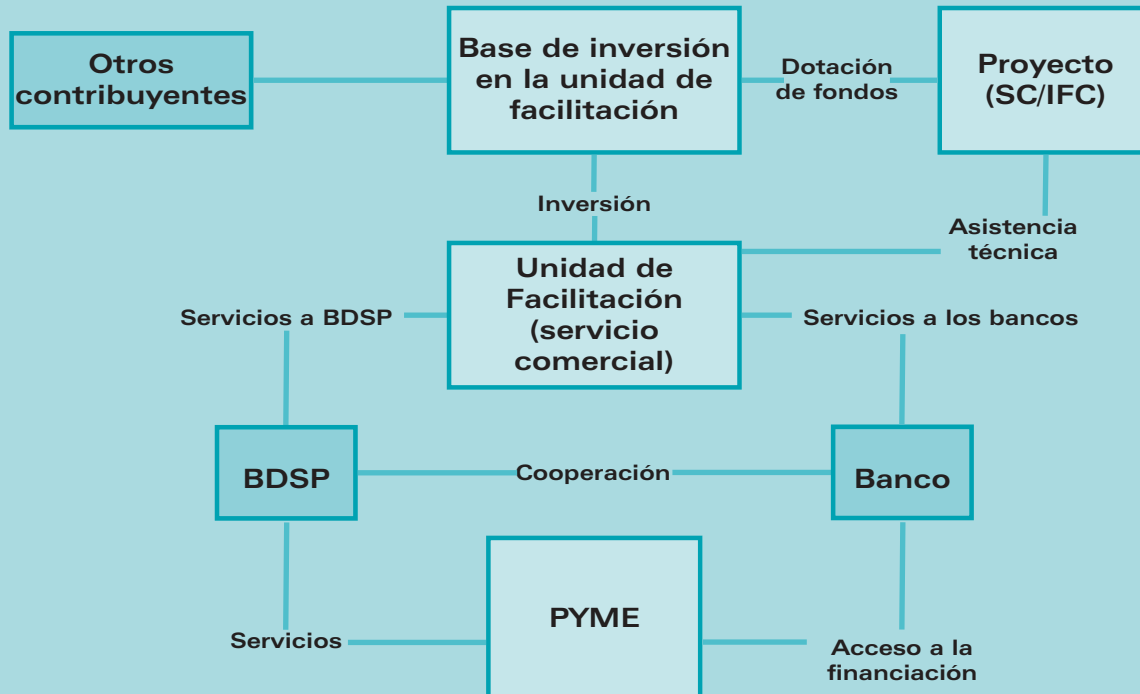 Otros
contribuyentes
Base de inversión
en la unidad de
facilitación
Dotación
de fondos
Proyecto
(SC/IFC)
Inversión
Asistencia
técnica
Unidad de
Facilitación
(servicio
comercial)
Servicios a BDSP
Servicios a los bancos
BDSP
Cooperación
Banco
PYME
Servicios
Acceso a la
financiación